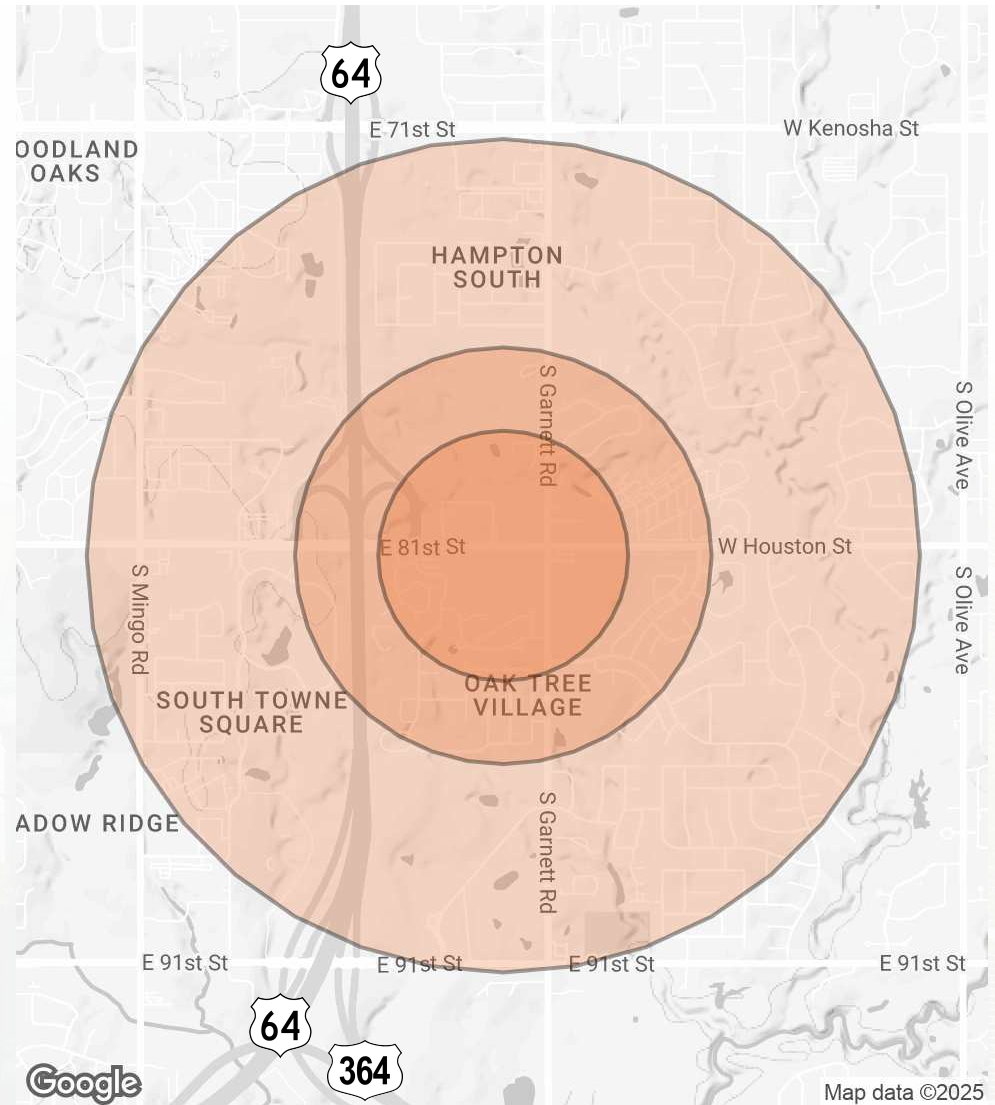 64
E 71st St
W Kenosha St
OODLAND
OAKS
HAMPTON
SOUTH
S Garnett Rd
S Olive Ave
E 81st St
W Houston St
S Mingo Rd
S Olive Ave
OAK TREE
VILLAGE
SOUTH TOWNE
SQUARE
ADOW RIDGE
S Garnett Rd
E 91st St
E 91st St
E 91st St
E 91st St
64
364
Google
Map data ©2025